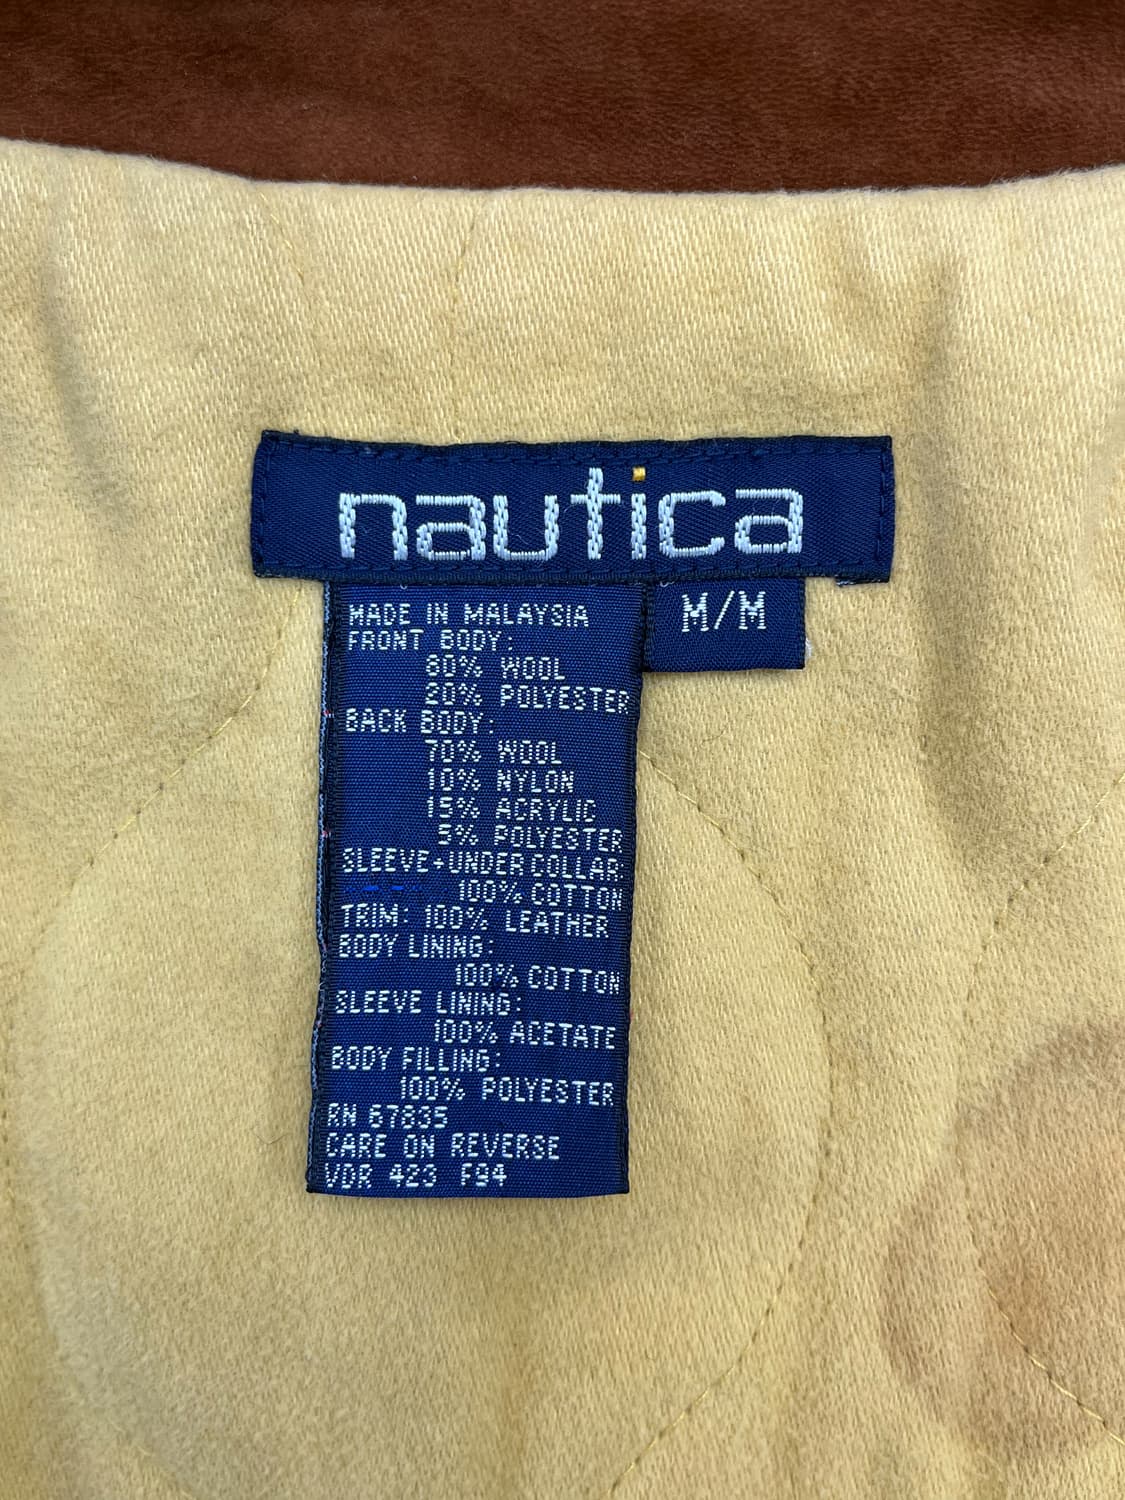 nautica
M/M
MADE IN MALAYSIA
FRONT BODY:
80% WOOL
20% POLYESTER
BACK BODY:
70% WOOL
10% NYLON
15% ACRYLIC
5% POLYESTER
SLEEVE+UNDER COLLAR
100% COTTON
TRIM: 100% LEATHER
BODY LINING:
100% COTTON
SLEEVE LINING:
100% ACETATE
BODY FILLING:
100% POLYESTER
RN 67835
CARE ON REVERSE
VDR 423 F94